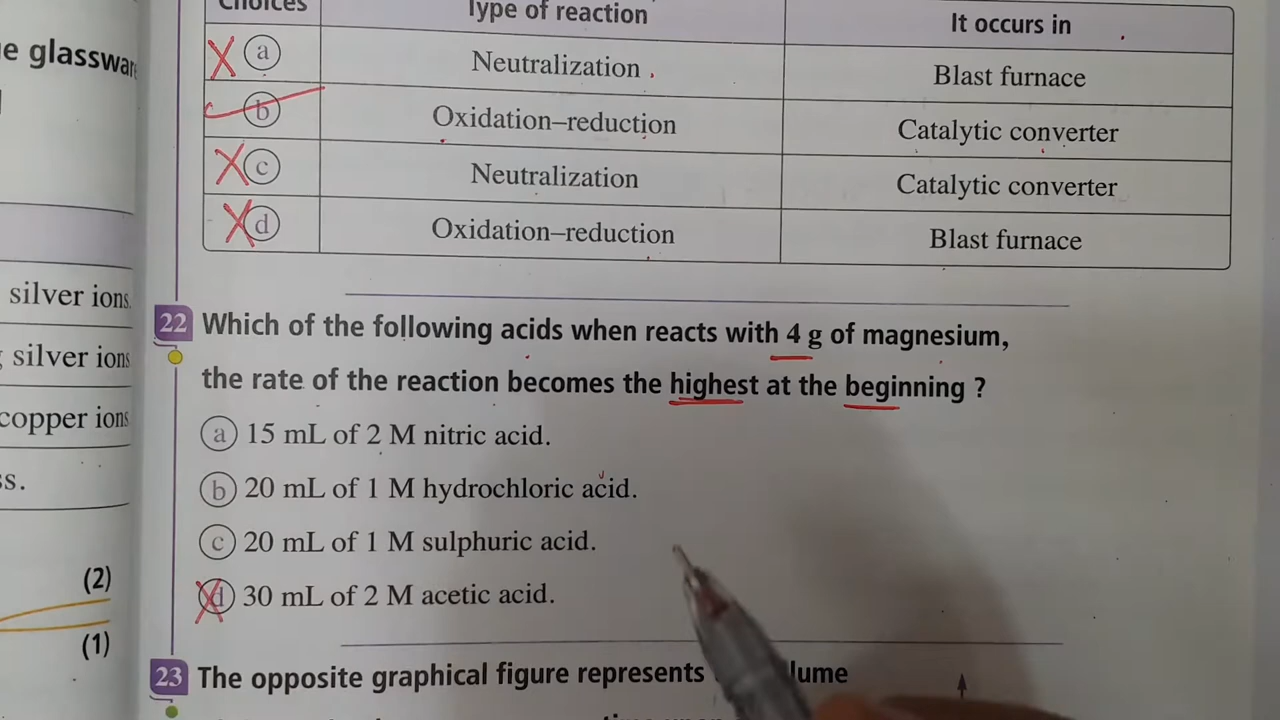 Choices Type of reaction It occurs in
a Neutralization Blast furnace
b Oxidation–reduction Catalytic converter
c Neutralization Catalytic converter
d Oxidation–reduction Blast furnace
22 Which of the following acids when reacts with 4 g of magnesium,
the rate of the reaction becomes the highest at the beginning ?
a 15 mL of 2 M nitric acid.
b 20 mL of 1 M hydrochloric acid.
c 20 mL of 1 M sulphuric acid.
d 30 mL of 2 M acetic acid.
23 The opposite graphical figure represents
e glassware
silver ions.
silver ions
copper ions
ss.
(2)
(1)